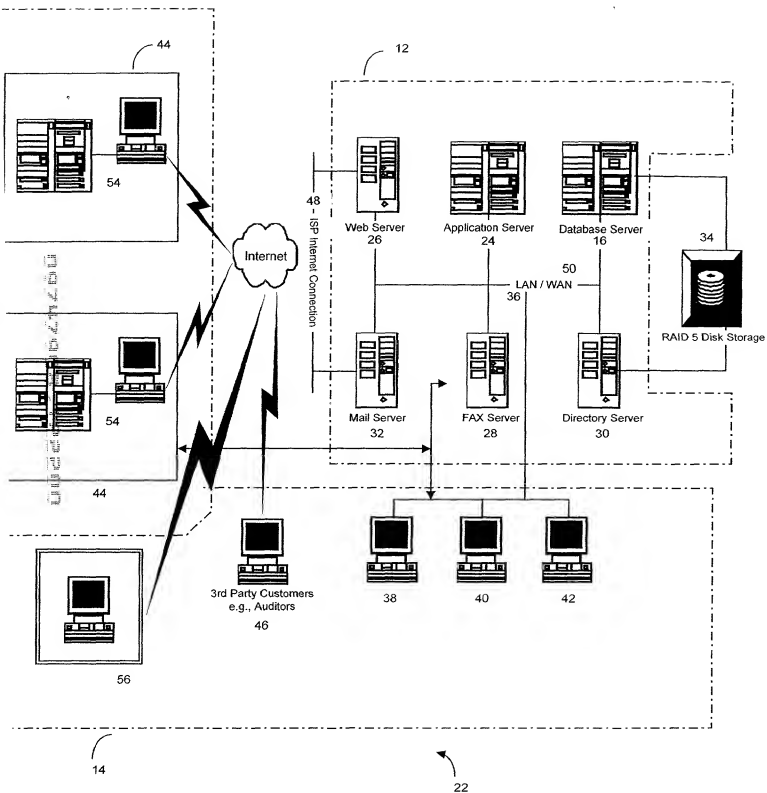 44
12
54
48 - ISP Internet Connection
Web Server
26
Application Server
24
Database Server
16
34
Internet
50
LAN / WAN
36
RAID 5 Disk Storage
54
Mail Server
32
FAX Server
28
Directory Server
30
44
3rd Party Customers
e.g., Auditors
46
38
40
42
56
14
22